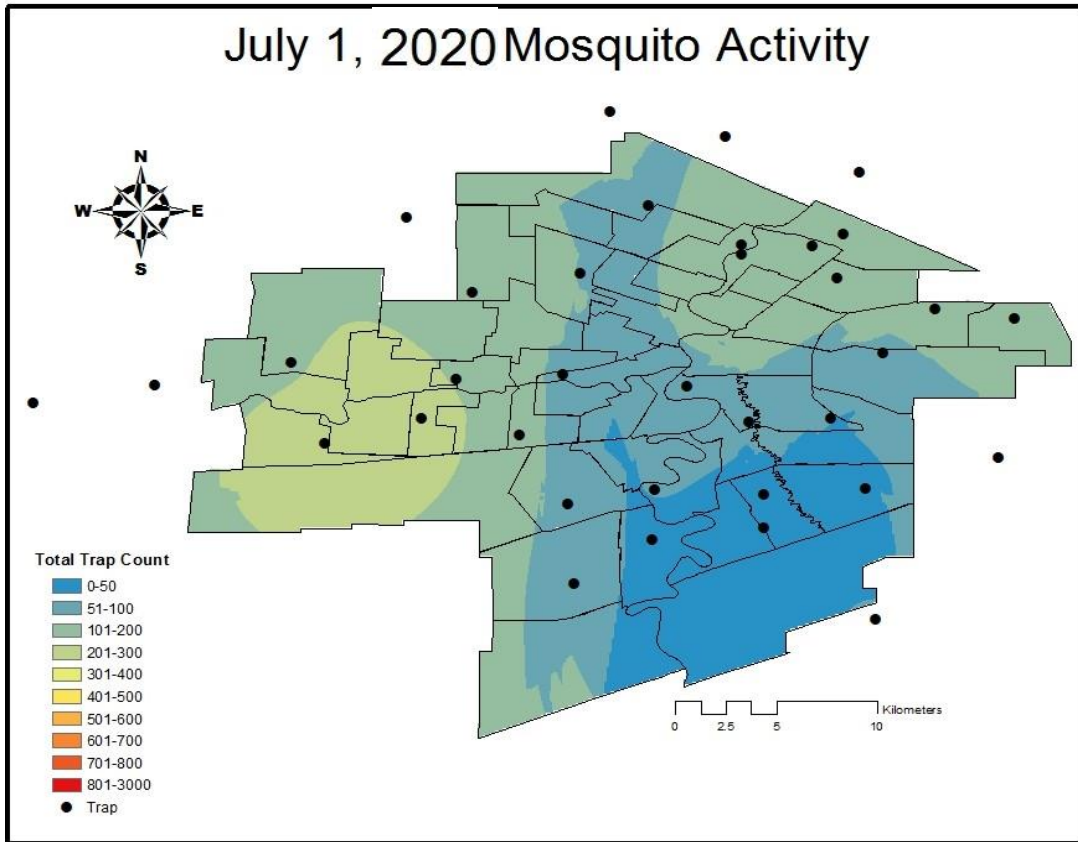 July 1, 2020 Mosquito Activity
N
W E
S
Total Trap Count
0-50
51-100
101-200
201-300
301-400
401-500
501-600
601-700
701-800
801-3000
Trap
Kilometers
0 2.5 5 10